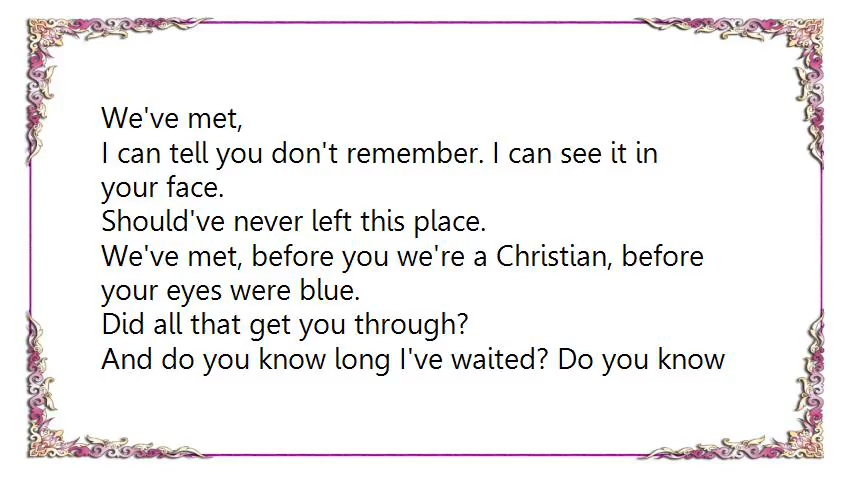 We've met,
I can tell you don't remember. I can see it in
your face.
Should've never left this place.
We've met, before you we're a Christian, before
your eyes were blue.
Did all that get you through?
And do you know long I've waited? Do you know